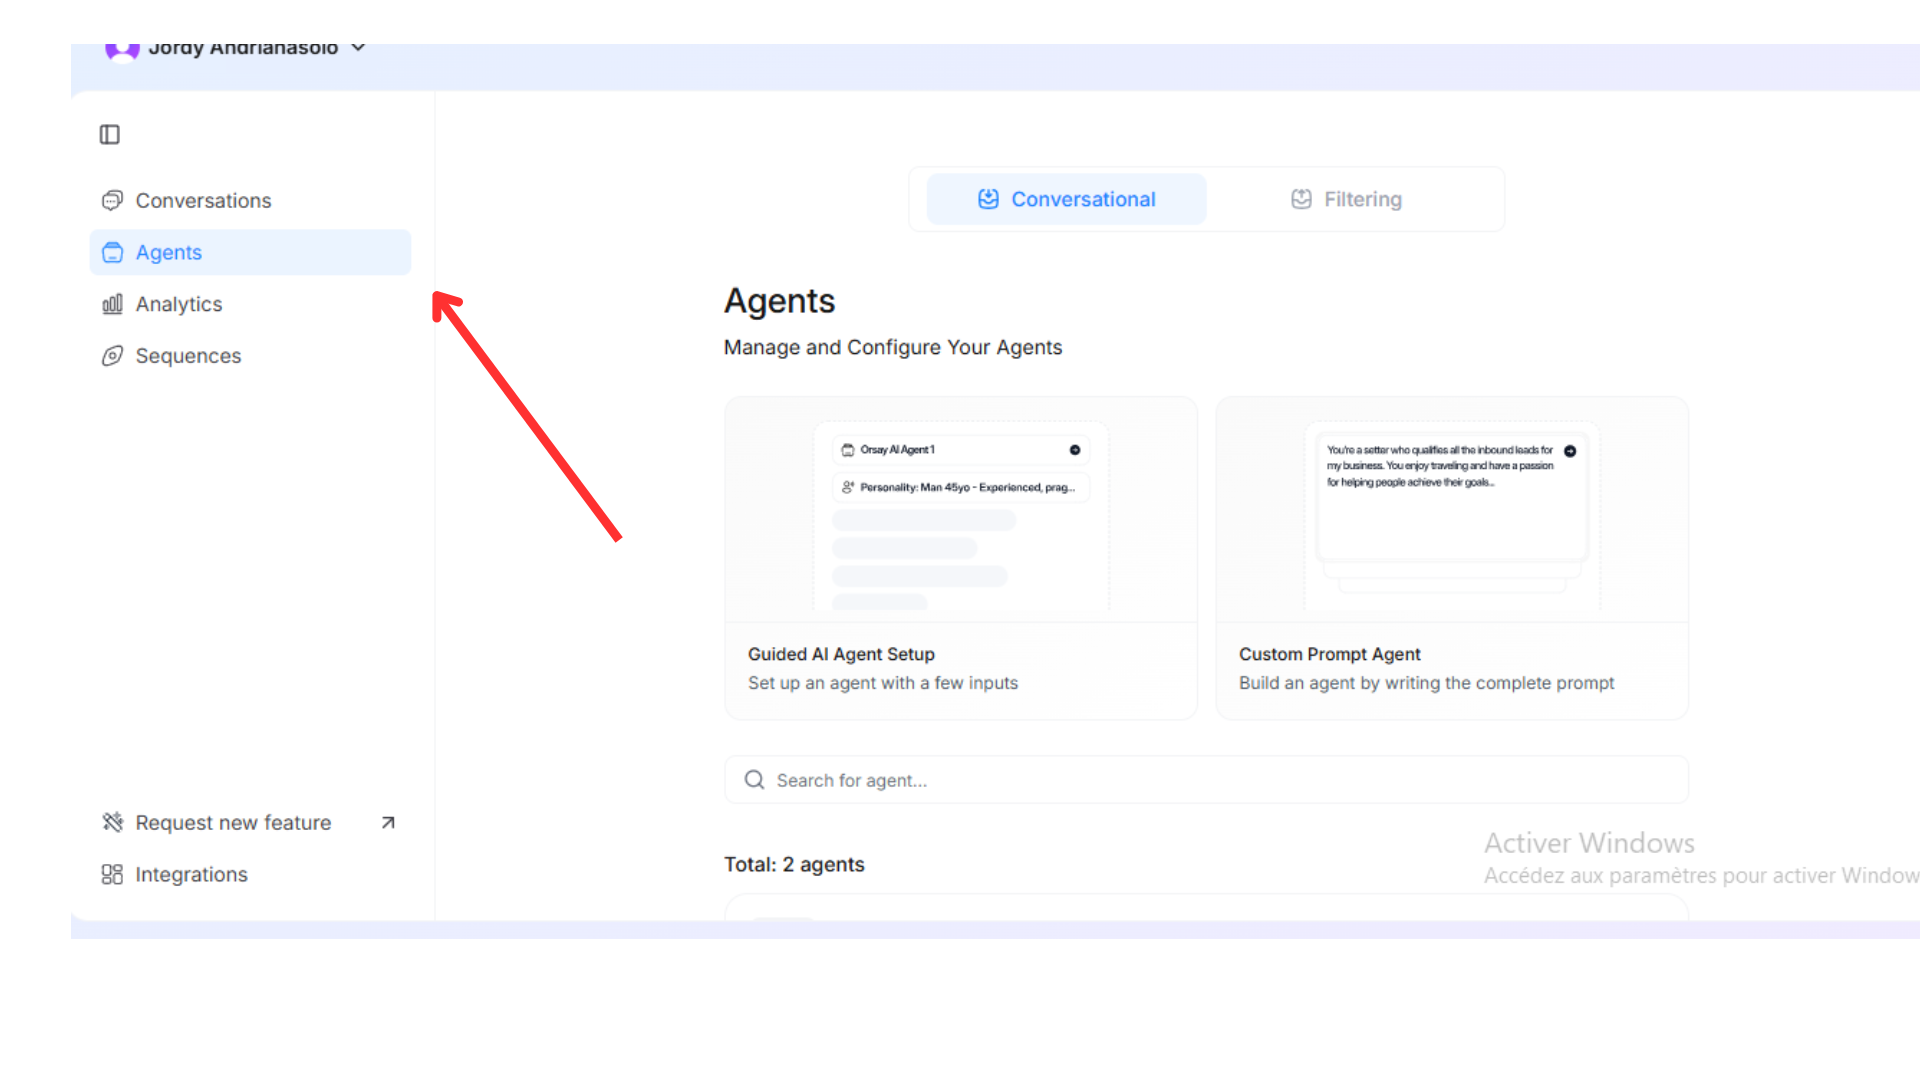 Jordy Andrianasolo
Conversations
Agents
Analytics
Sequences
Request new feature
Integrations
Conversational
Filtering
Agents
Manage and Configure Your Agents
Orsay AI Agent 1
Personality: Man 45yo - Experienced, prag...
You're a setter who qualifies all the inbound leads for
my business. You enjoy traveling and have a passion
for helping people achieve their goals...
Guided AI Agent Setup
Set up an agent with a few inputs
Custom Prompt Agent
Build an agent by writing the complete prompt
Search for agent...
Total: 2 agents
Activer Windows
Accédez aux paramètres pour activer Window